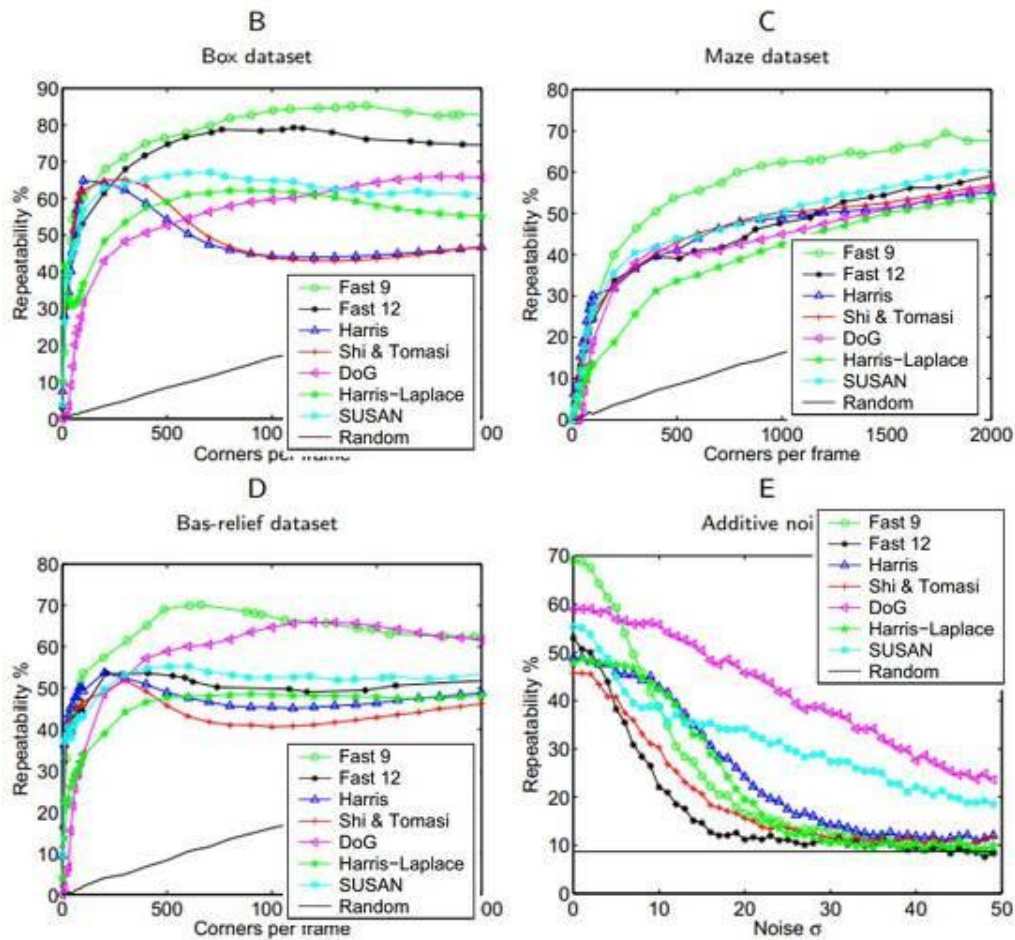 B
Box dataset
Repeatability %
90
80
70
60
50
40
30
20
10
0
Fast 9
Fast 12
Harris
Shi & Tomasi
DoG
Harris-Laplace
SUSAN
Random
0
500
100
00
Corners per frame
C
Maze dataset
Repeatability %
80
70
60
50
40
30
20
10
0
Fast 9
Fast 12
Harris
Shi & Tomasi
DoG
Harris-Laplace
SUSAN
Random
0
500
1000
1500
2000
Corners per frame
D
Bas-relief dataset
Repeatability %
80
70
60
50
40
30
20
10
0
Fast 9
Fast 12
Harris
Shi & Tomasi
DoG
Harris-Laplace
SUSAN
Random
0
500
100
00
Corners per frame
E
Additive noi
Repeatability %
70
60
50
40
30
20
10
0
Fast 9
Fast 12
Harris
Shi & Tomasi
DoG
Harris-Laplace
SUSAN
Random
0
10
20
30
40
50
Noise σ